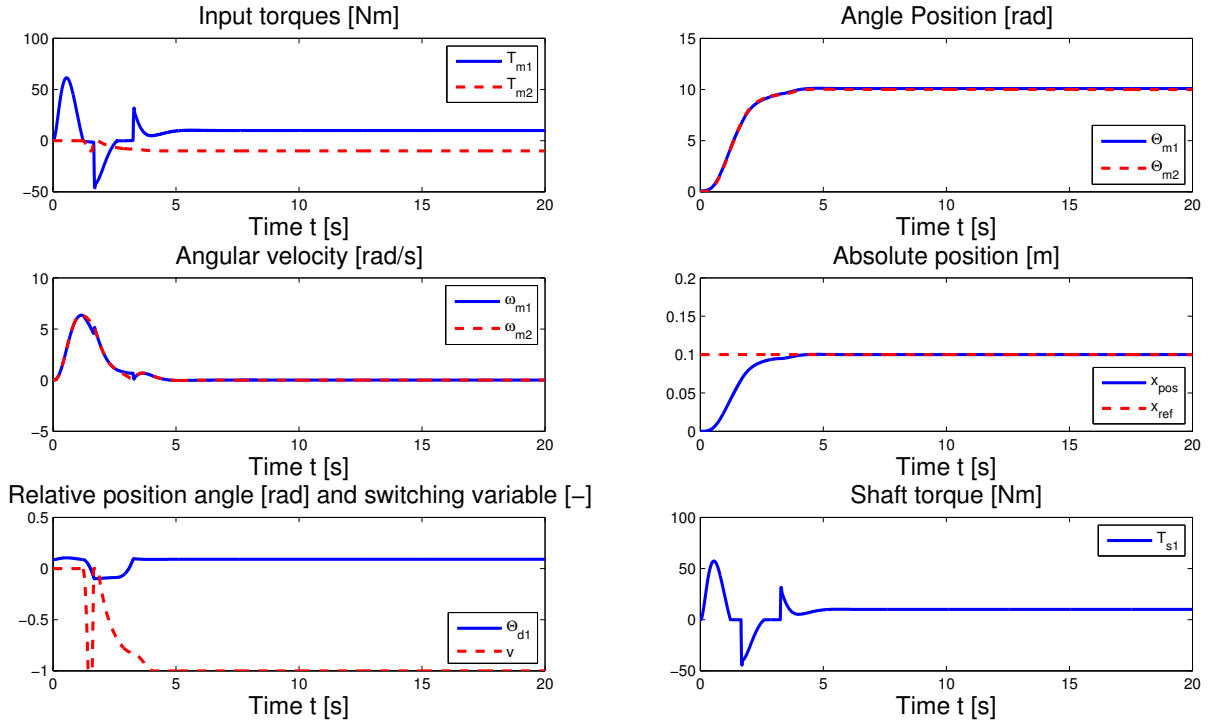 Input torques [Nm]
100
50
0
−50
0
5
10
15
20
T_m1
T_m2
Time t [s]
Angle Position [rad]
15
10
5
0
0
5
10
15
20
Θ_m1
Θ_m2
Time t [s]
Angular velocity [rad/s]
10
5
0
−5
0
5
10
15
20
ω_m1
ω_m2
Time t [s]
Absolute position [m]
0.2
0.15
0.1
0.05
0
0
5
10
15
20
x_pos
x_ref
Time t [s]
Relative position angle [rad] and switching variable [−]
0.5
0
−0.5
−1
0
5
10
15
20
Θ_d1
v
Time t [s]
Shaft torque [Nm]
100
50
0
−50
0
5
10
15
20
T_s1
Time t [s]